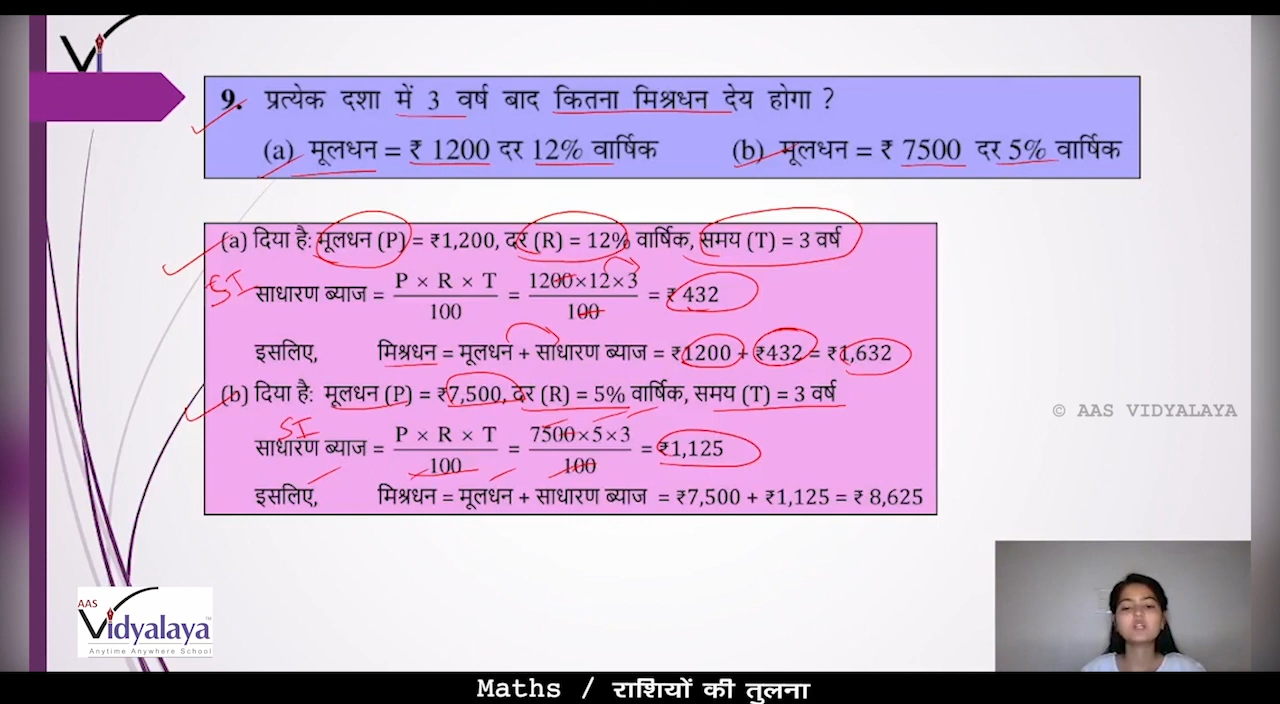 9. प्रत्येक दशा में 3 वर्ष बाद कितना मिश्रधन देय होगा ?
(a) मूलधन = ₹ 1200 दर 12% वार्षिक (b) मूलधन = ₹ 7500 दर 5% वार्षिक
(a) दिया है: मूलधन (P) = ₹1,200, दर (R) = 12% वार्षिक, समय (T) = 3 वर्ष
SI
साधारण ब्याज = P × R × T / 100 = 1200×12×3 / 100 = ₹ 432
इसलिए, मिश्रधन = मूलधन + साधारण ब्याज = ₹1200 + ₹432 = ₹1,632
(b) दिया है: मूलधन (P) = ₹7,500, दर (R) = 5% वार्षिक, समय (T) = 3 वर्ष
SI
साधारण ब्याज = P × R × T / 100 = 7500×5×3 / 100 = ₹1,125
इसलिए, मिश्रधन = मूलधन + साधारण ब्याज = ₹7,500 + ₹1,125 = ₹ 8,625
© AAS VIDYALAYA
AAS
Vidyalaya
Anytime Anywhere School
Maths / राशियों की तुलना